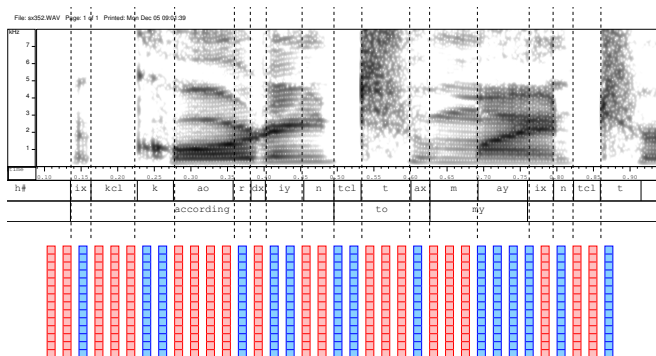 File: sx352.WAV Page: 1 of 1 Printed: Mon Dec 05 09:01:39
kHz
7
6
5
4
3
2
1
time
0.10 0.15 0.20 0.25 0.30 0.35 0.40 0.45 0.50 0.55 0.60 0.65 0.70 0.75 0.80 0.85 0.90
h# ix kcl k ao r dx iy n tcl t ax m ay ix n tcl t
according to my